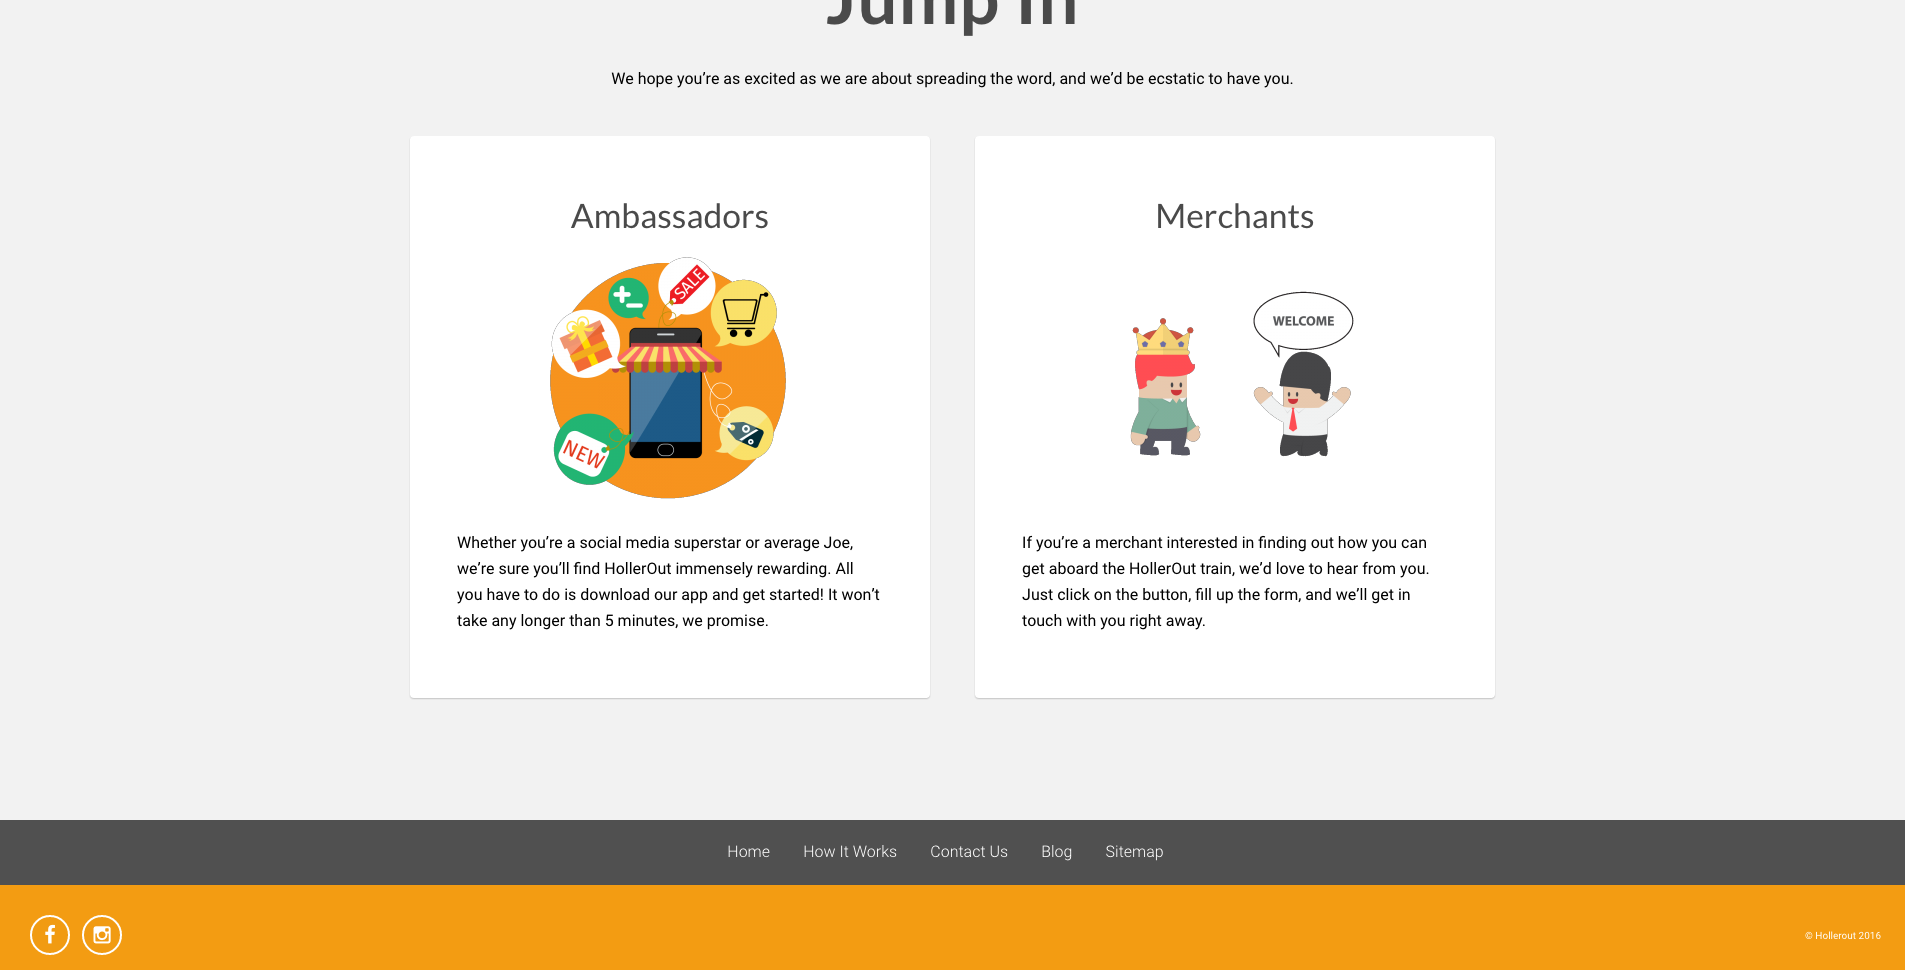 Jump In
We hope you’re as excited as we are about spreading the word, and we’d be ecstatic to have you.
Ambassadors
SALE
NEW
Whether you’re a social media superstar or average Joe,
we’re sure you’ll find HollerOut immensely rewarding. All
you have to do is download our app and get started! It won’t
take any longer than 5 minutes, we promise.
Merchants
WELCOME
If you’re a merchant interested in finding out how you can
get aboard the HollerOut train, we’d love to hear from you.
Just click on the button, fill up the form, and we’ll get in
touch with you right away.
Home How It Works Contact Us Blog Sitemap
© Hollerout 2016